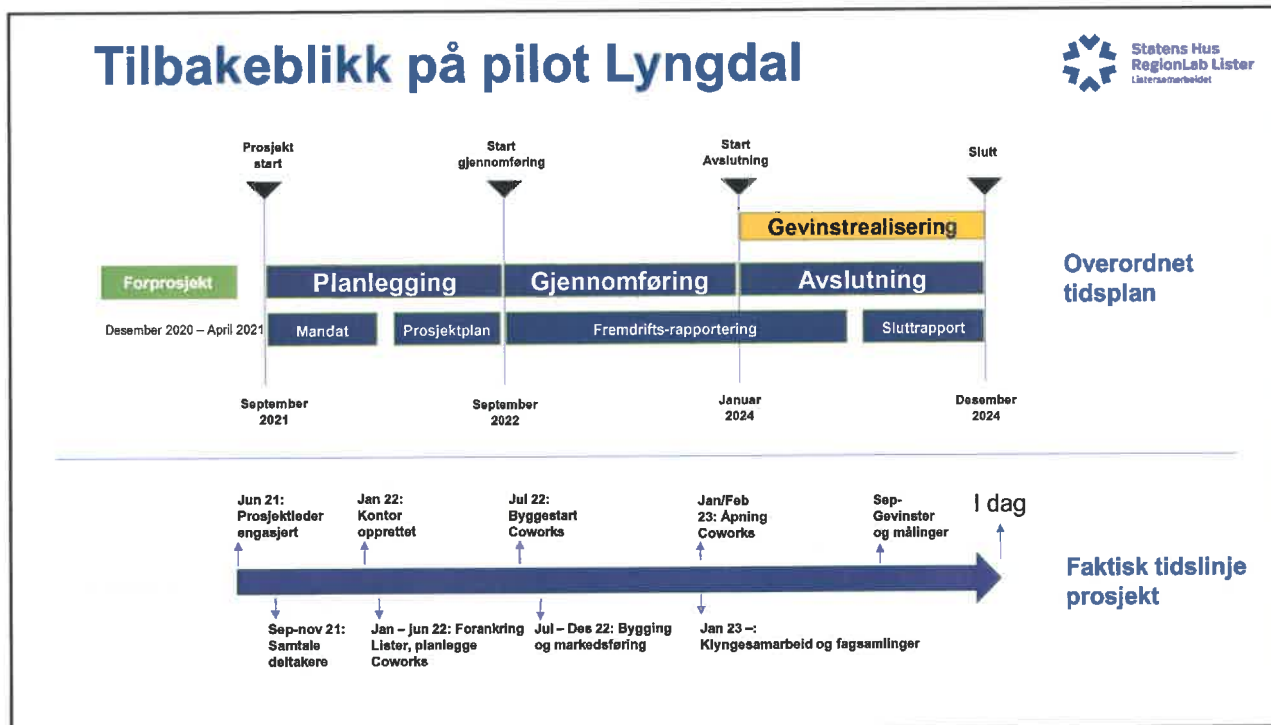 Tilbakeblikk på pilot Lyngdal
Statens Hus
RegionLab Lister
Listersamarbeidet
Prosjekt
start
Start
gjennomføring
Start
Avslutning
Slutt
Gevinstrealisering
Forprosjekt
Planlegging
Gjennomføring
Avslutning
Overordnet
tidsplan
Desember 2020 – April 2021
Mandat
Prosjektplan
Fremdrifts-rapportering
Sluttrapport
September
2021
September
2022
Januar
2024
Desember
2024
Jun 21:
Prosjektleder
engasjert
Jan 22:
Kontor
opprettet
Jul 22:
Byggestart
Coworks
Jan/Feb
23: Åpning
Coworks
Sep-
Gevinster
og målinger
I dag
Faktisk tidslinje
prosjekt
Sep-nov 21:
Samtale
deltakere
Jan – jun 22: Forankring
Lister, planlegge
Coworks
Jul – Des 22: Bygging
og markedsføring
Jan 23 –:
Klyngesamarbeid og fagsamlinger